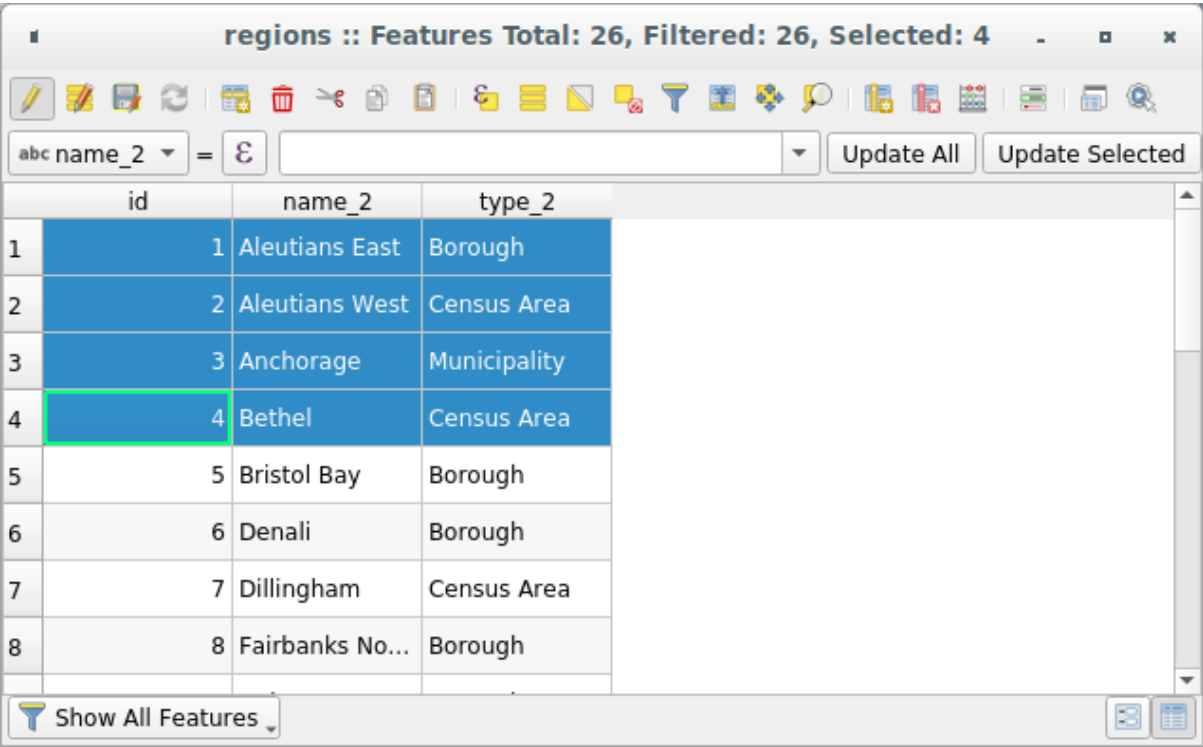 regions :: Features Total: 26, Filtered: 26, Selected: 4
abc name_2 = ε Update All Update Selected
id name_2 type_2
1 1 Aleutians East Borough
2 2 Aleutians West Census Area
3 3 Anchorage Municipality
4 4 Bethel Census Area
5 5 Bristol Bay Borough
6 6 Denali Borough
7 7 Dillingham Census Area
8 8 Fairbanks No... Borough
Show All Features